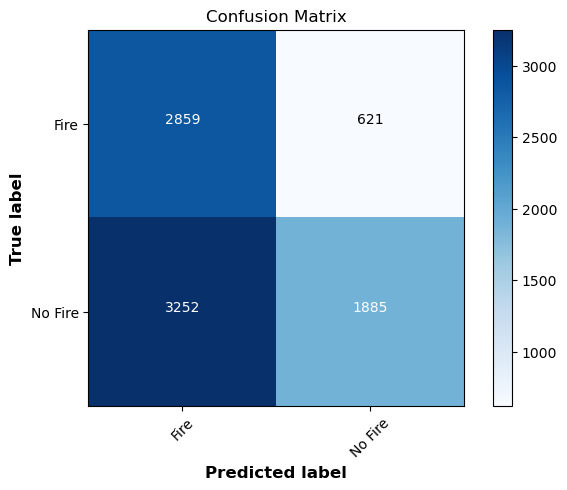 Confusion Matrix
Fire
2859
621
No Fire
3252
1885
True label
Fire
No Fire
Predicted label
3000
2500
2000
1500
1000